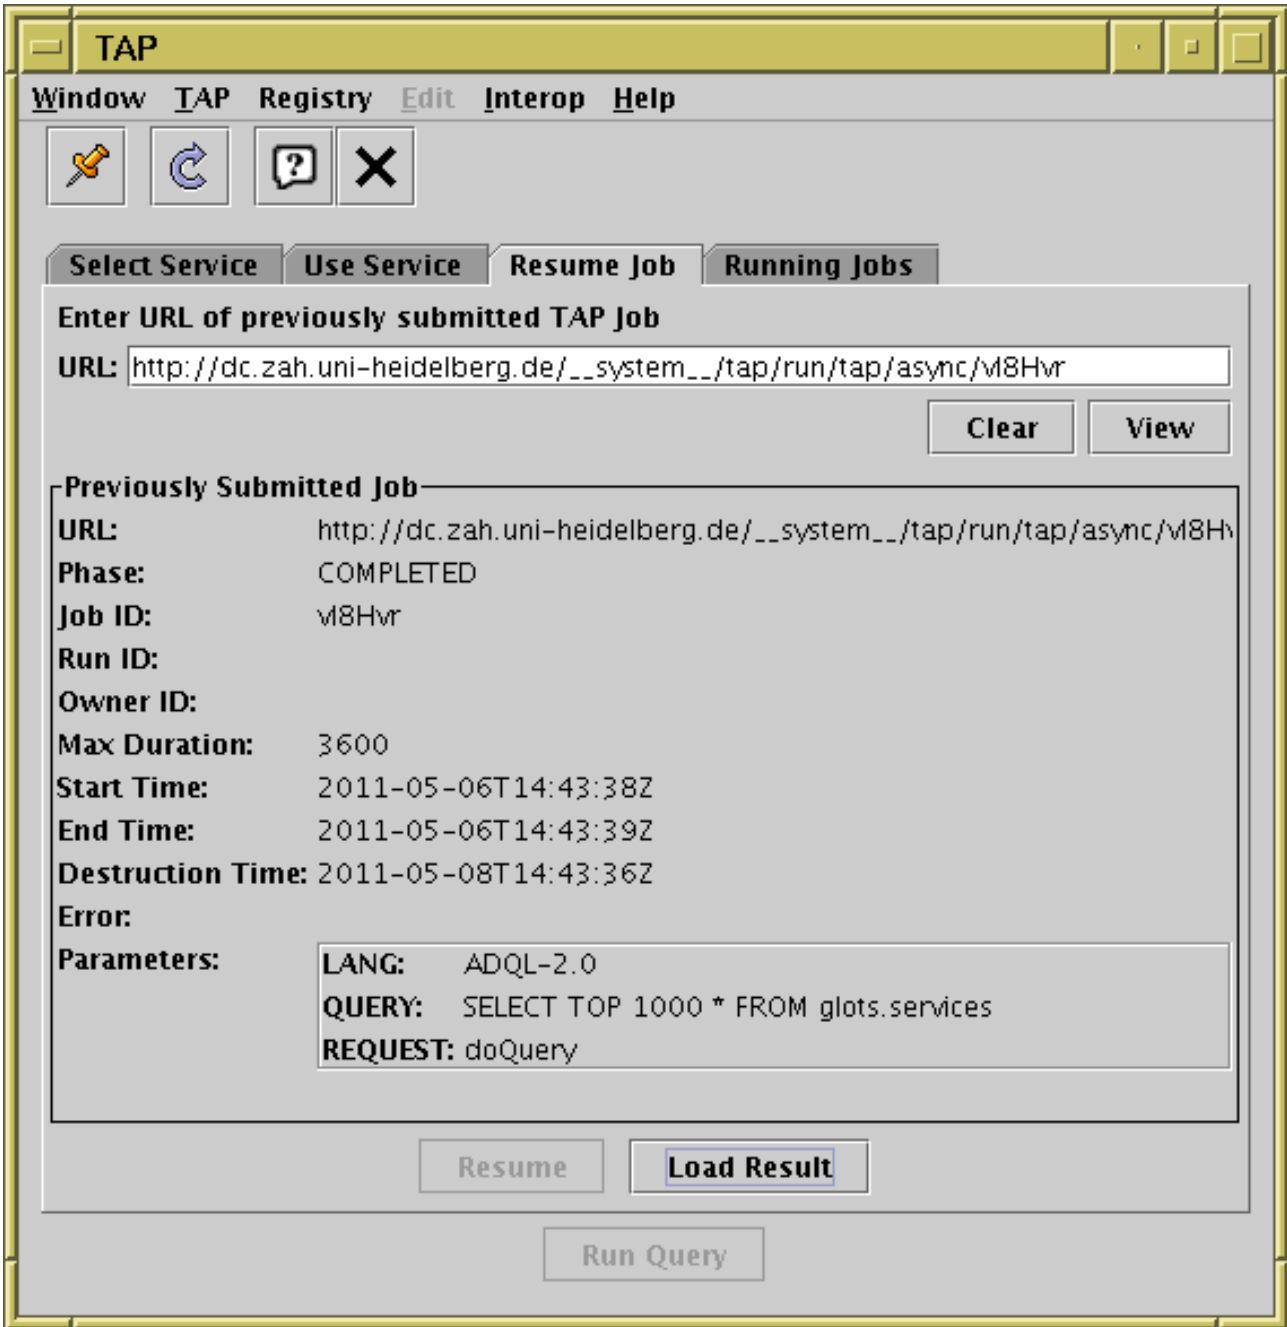 TAP
Window TAP Registry Edit Interop Help
Select Service Use Service Resume Job Running Jobs
Enter URL of previously submitted TAP Job
URL: http://dc.zah.uni-heidelberg.de/__system__/tap/run/tap/async/vl8Hvr
Clear View
Previously Submitted Job
URL: http://dc.zah.uni-heidelberg.de/__system__/tap/run/tap/async/vl8Hv
Phase: COMPLETED
Job ID: vl8Hvr
Run ID:
Owner ID:
Max Duration: 3600
Start Time: 2011-05-06T14:43:38Z
End Time: 2011-05-06T14:43:39Z
Destruction Time: 2011-05-08T14:43:36Z
Error:
Parameters: LANG: ADQL-2.0
QUERY: SELECT TOP 1000 * FROM glots.services
REQUEST: doQuery
Resume Load Result
Run Query